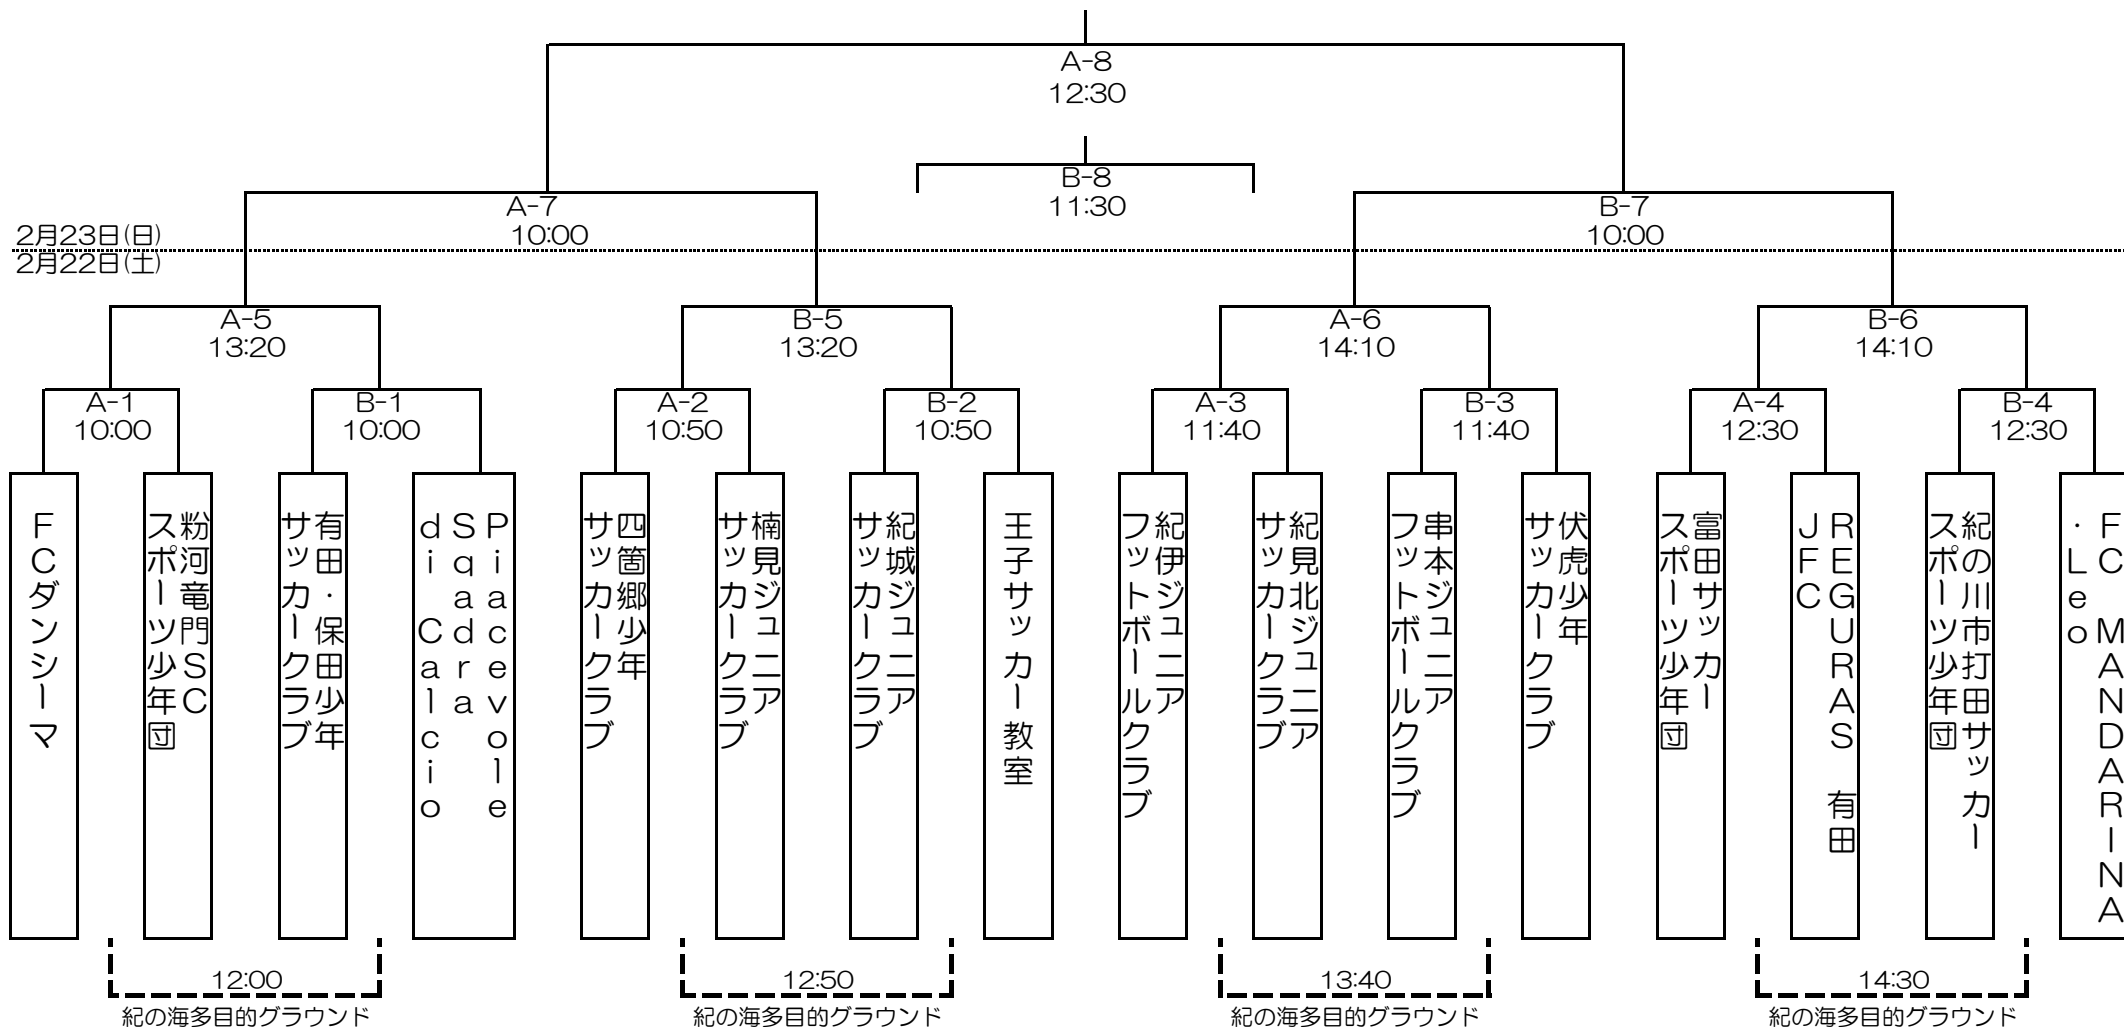 A-8
12:30
B-8
11:30
A-7
10:00
B-7
10:00
2月23日(日)
2月22日(土)
A-5
13:20
B-5
13:20
A-6
14:10
B-6
14:10
A-1
10:00
B-1
10:00
A-2
10:50
B-2
10:50
A-3
11:40
B-3
11:40
A-4
12:30
B-4
12:30
FCダンシーマ
粉河竜門SC
スポーツ少年団
有田・保田少年
サッカークラブ
Piacevole
Sqadra
di Calcio
四箇郷少年
サッカークラブ
楠見ジュニア
サッカークラブ
紀城ジュニア
サッカークラブ
王子サッカー教室
紀伊ジュニア
フットボールクラブ
紀見北ジュニア
サッカークラブ
串本ジュニア
フットボールクラブ
伏虎少年
サッカークラブ
富田サッカー
スポーツ少年団
REGURAS 有田
JFC
紀の川市打田サッカー
スポーツ少年団
FC MANDARINA
・Leo
12:00
紀の海多目的グラウンド
12:50
紀の海多目的グラウンド
13:40
紀の海多目的グラウンド
14:30
紀の海多目的グラウンド